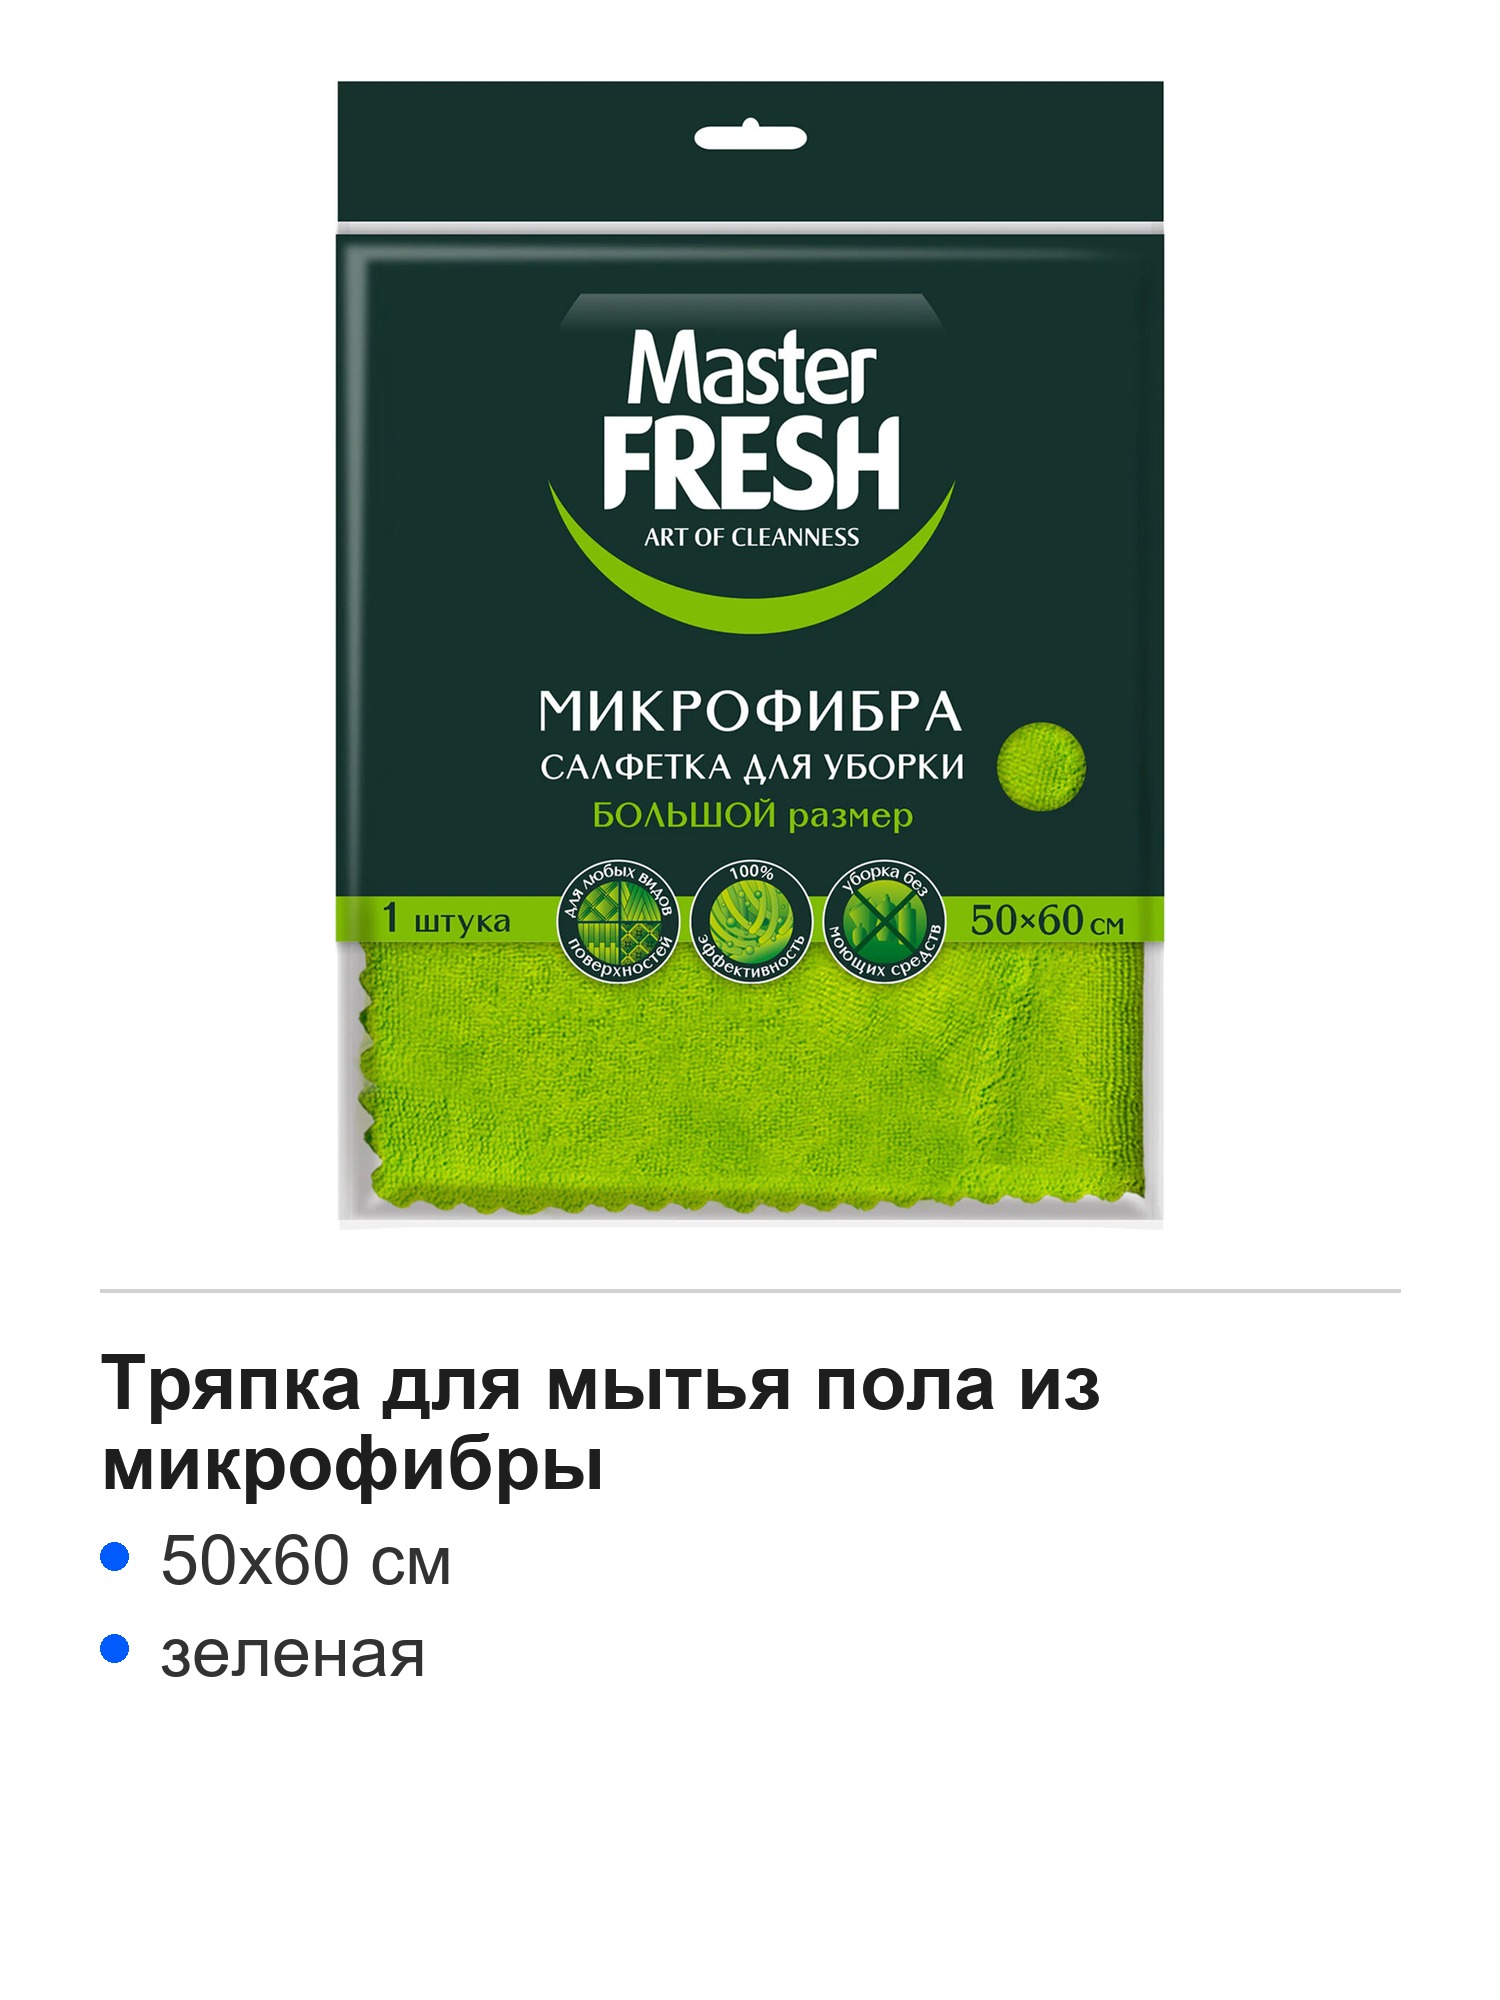 Master
FRESH
ART OF CLEANNESS
МИКРОФИБРА
САЛФЕТКА ДЛЯ УБОРКИ
БОЛЬШОЙ размер
1 штука
для любых видов
поверхностей
100%
эффективность
уборка без
моющих средств
50×60 см
Тряпка для мытья пола из
микрофибры
50х60 см
зеленая